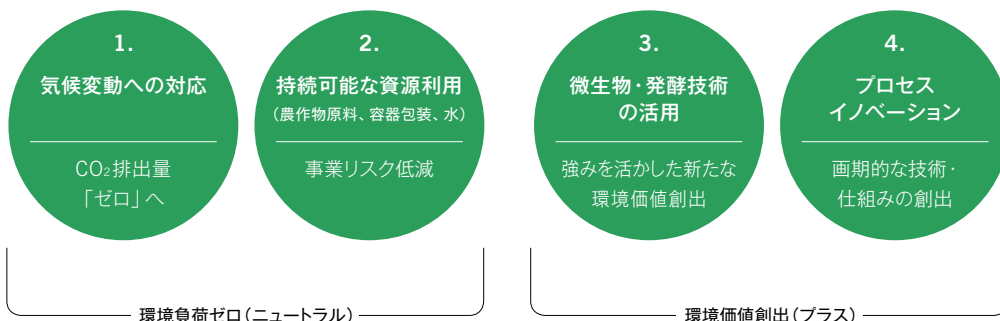 1.
気候変動への対応
CO₂排出量
「ゼロ」へ
2.
持続可能な資源利用
(農作物原料、容器包装、水)
事業リスク低減
3.
微生物・発酵技術
の活用
強みを活かした新たな
環境価値創出
4.
プロセス
イノベーション
画期的な技術・
仕組みの創出
環境負荷ゼロ(ニュートラル)
環境価値創出(プラス)